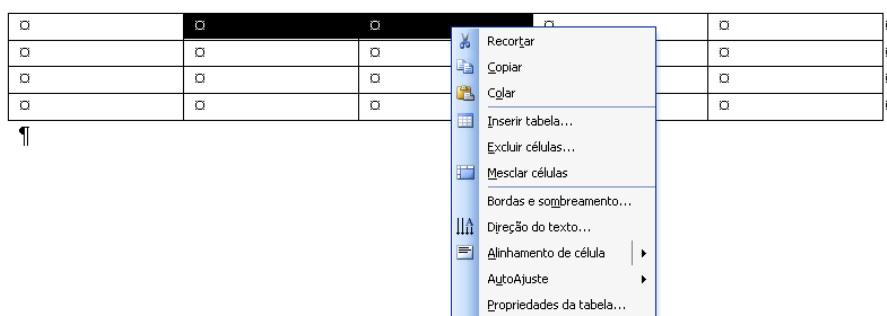 Recortar
Copiar
Colar
Inserir tabela...
Excluir células...
Mesclar células
Bordas e sombreamento...
Direção do texto...
Alinhamento de célula
AutoAjuste
Propriedades da tabela...
¶